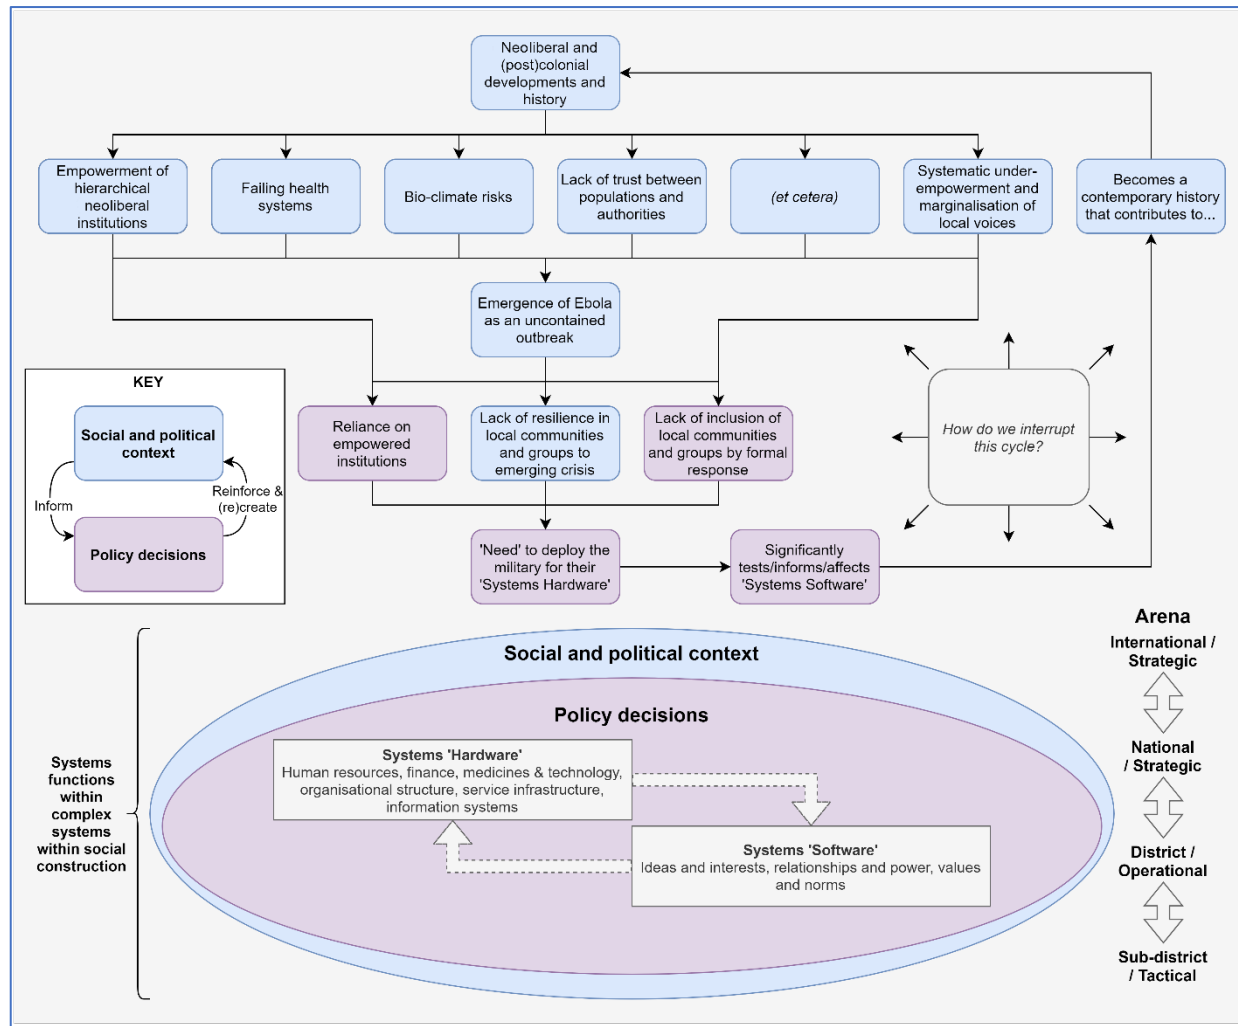 Neoliberal and
(post)colonial
developments and
history
Empowerment of
hierarchical
neoliberal
institutions
Failing health
systems
Bio-climate risks
Lack of trust between
populations and
authorities
(et cetera)
Systematic under-
empowerment and
marginalisation of
local voices
Becomes a
contemporary history
that contributes to...
Emergence of Ebola
as an uncontained
outbreak
KEY
Social and political
context
Inform
Reinforce &
(re)create
Policy decisions
Reliance on
empowered
institutions
Lack of resilience in
local communities
and groups to
emerging crisis
Lack of inclusion of
local communities
and groups by formal
response
How do we interrupt
this cycle?
'Need' to deploy the
military for their
'Systems Hardware'
Significantly
tests/informs/affects
'Systems Software'
Systems
functions
within
complex
systems
within social
construction
Social and political context
Policy decisions
Systems 'Hardware'
Human resources, finance, medicines & technology,
organisational structure, service infrastructure,
information systems
Systems 'Software'
Ideas and interests, relationships and power, values
and norms
Arena
International /
Strategic
National
/ Strategic
District /
Operational
Sub-district
/ Tactical